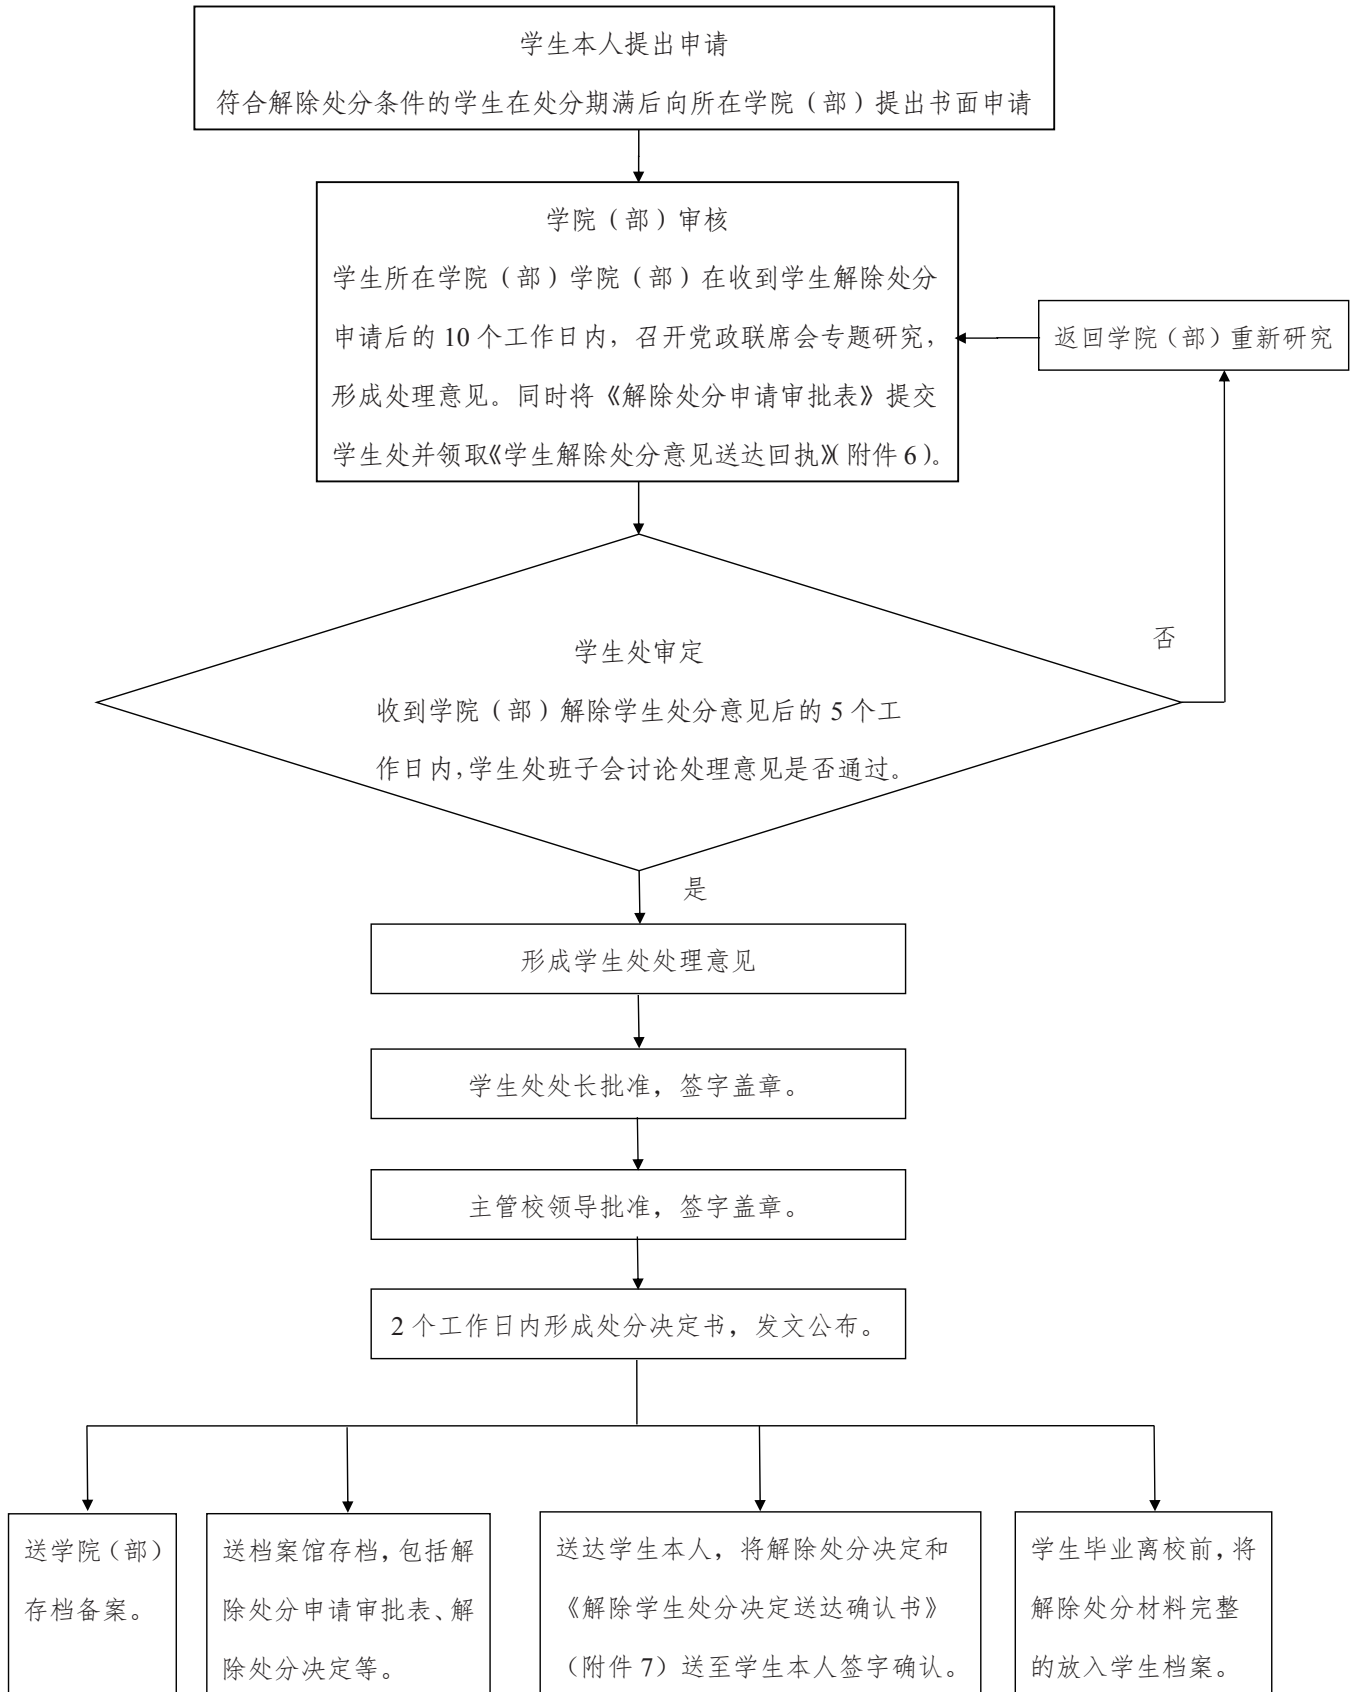 学生本人提出申请
符合解除处分条件的学生在处分期满后向所在学院（部）提出书面申请
学院（部）审核
学生所在学院（部）学院（部）在收到学生解除处分
申请后的 10 个工作日内，召开党政联席会专题研究，
形成处理意见。同时将《解除处分申请审批表》提交
学生处并领取《学生解除处分意见送达回执》（附件 6）。
返回学院（部）重新研究
否
学生处审定
收到学院（部）解除学生处分意见后的 5 个工
作日内，学生处班子会讨论处理意见是否通过。
是
形成学生处处理意见
学生处处长批准，签字盖章。
主管校领导批准，签字盖章。
2 个工作日内形成处分决定书，发文公布。
送学院（部）
存档备案。
送档案馆存档，包括解
除处分申请审批表、解
除处分决定等。
送达学生本人，将解除处分决定和
《解除学生处分决定送达确认书》
（附件 7）送至学生本人签字确认。
学生毕业离校前，将
解除处分材料完整
的放入学生档案。